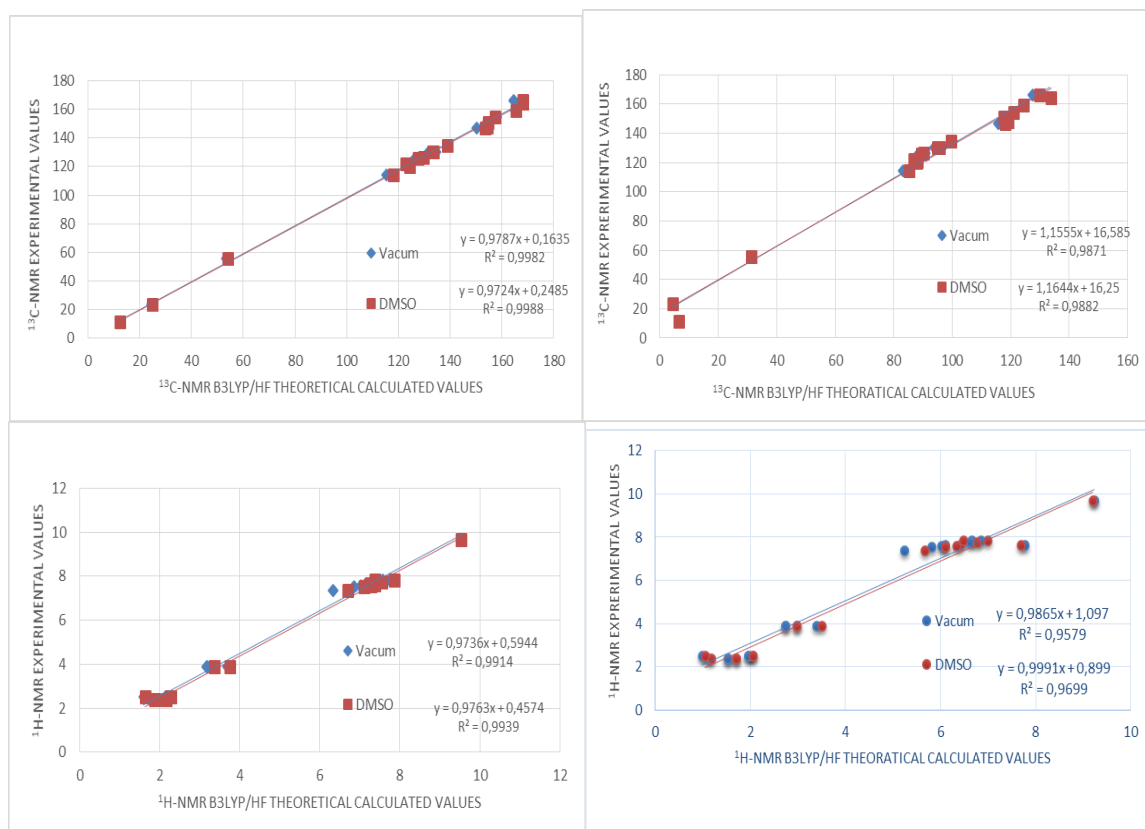 180
160
140
120
100
80
60
40
20
0
¹³C-NMR EXPERIMENTAL VALUES
Vacum
y = 0,9787x + 0,1635
R² = 0,9982
DMSO
y = 0,9724x + 0,2485
R² = 0,9988
0 20 40 60 80 100 120 140 160 180
¹³C-NMR B3LYP/HF THEORETICAL CALCULATED VALUES
180
160
140
120
100
80
60
40
20
0
¹³C-NMR EXPRERIMENTAL VALUES
Vacum
y = 1,1555x + 16,585
R² = 0,9871
DMSO
y = 1,1644x + 16,25
R² = 0,9882
0 20 40 60 80 100 120 140 160
¹³C-NMR B3LYP/HF THEORATICAL CALCULATED VALUES
12
10
8
6
4
2
0
¹H-NMR EXPERIMENTAL VALUES
Vacum
y = 0,9736x + 0,5944
R² = 0,9914
DMSO
y = 0,9763x + 0,4574
R² = 0,9939
0 2 4 6 8 10 12
¹H-NMR B3LYP/HF THEORETICAL CALCULATED VALUES
12
10
8
6
4
2
0
¹H-NMR EXPRERIMENTAL VALUES
Vacum
y = 0,9865x + 1,097
R² = 0,9579
DMSO
y = 0,9991x + 0,899
R² = 0,9699
0 2 4 6 8 10
¹H-NMR B3LYP/HF THEORATICAL CALCULATED VALUES